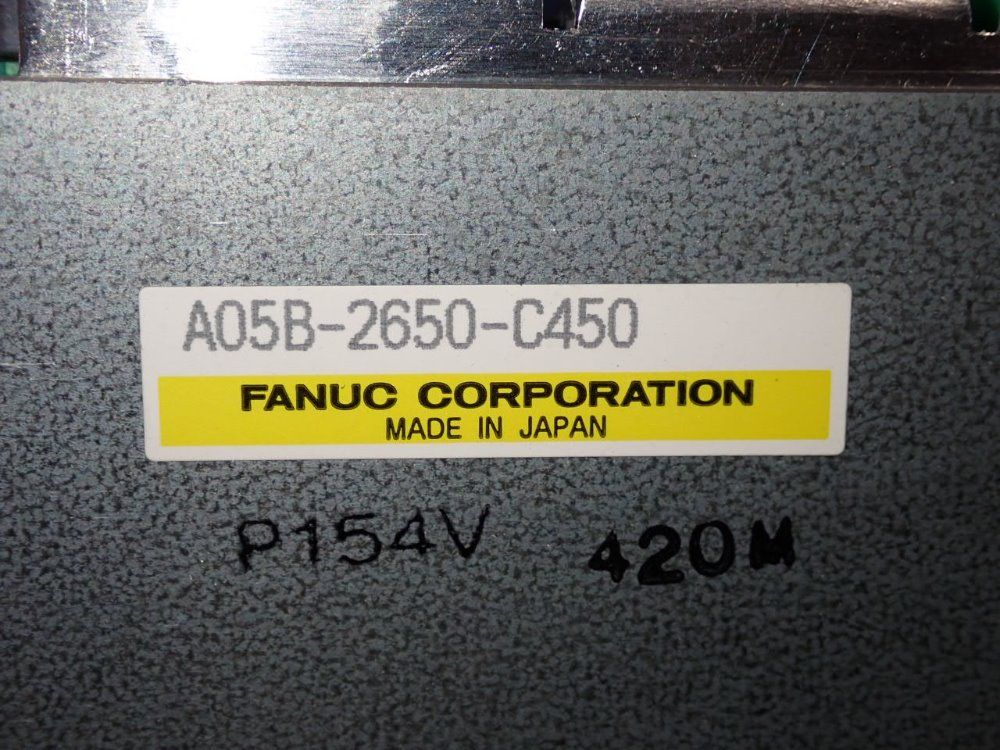 A05B-2650-C450
FANUC CORPORATION
MADE IN JAPAN
P154V 420M